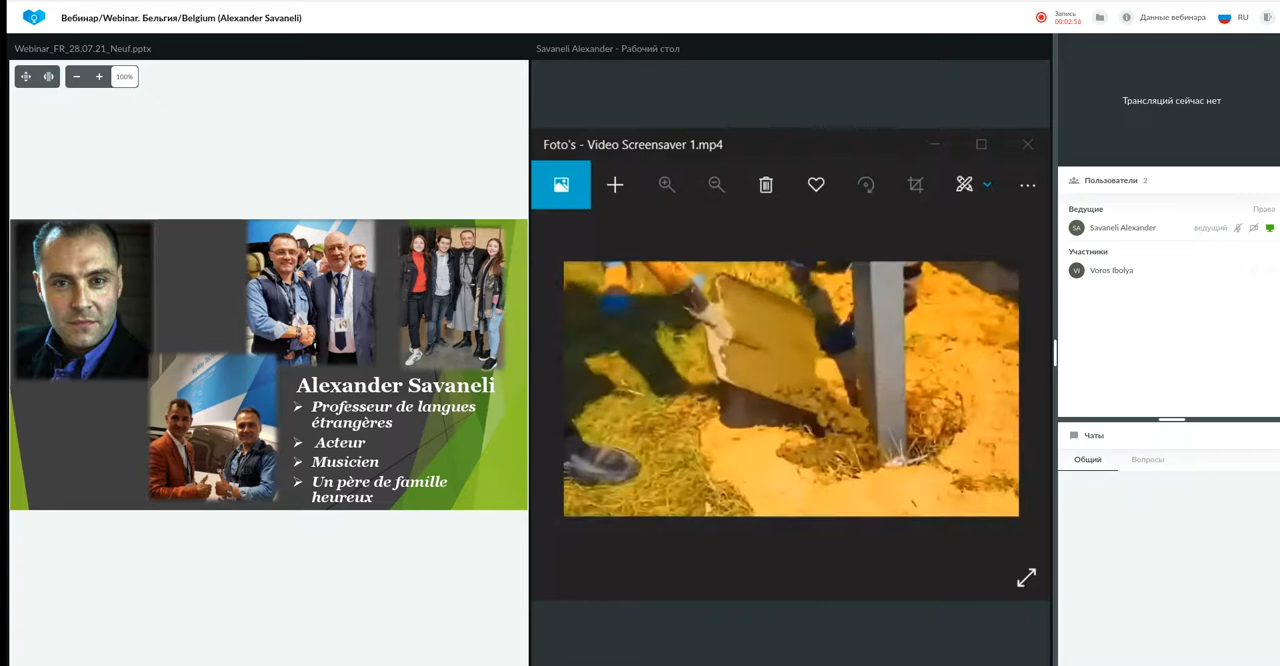 Вебинар/Webinar. Бельгия/Belgium (Alexander Savaneli)
Запись
00:02:56
Данные вебинара
RU
Webinar_FR_28.07.21_Neuf.pptx
100%
Alexander Savaneli
Professeur de langues
étrangères
Acteur
Musicien
Un père de famille
heureux
Savaneli Alexander - Рабочий стол
Foto's - Video Screensaver 1.mp4
Трансляций сейчас нет
Пользователи 2
Ведущие Права
SA Savaneli Alexander ведущий
Участники
VI Voros Ibolya
Чаты
Общий Вопросы